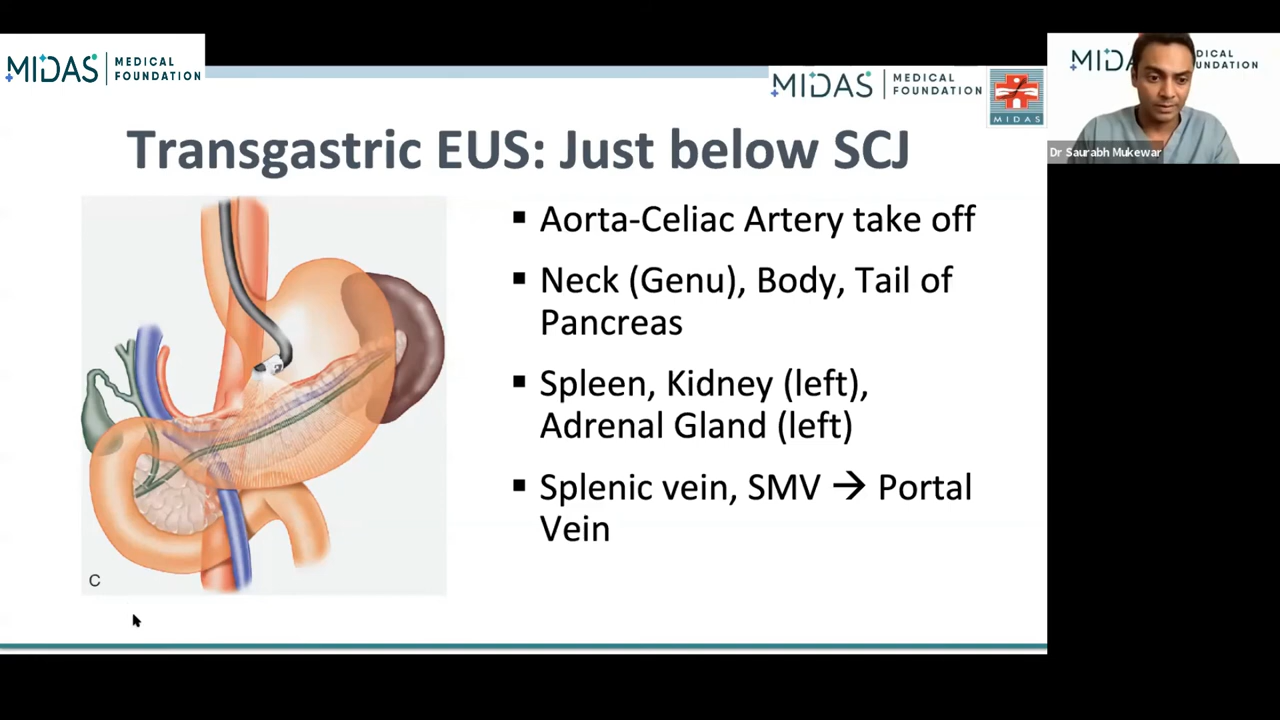 MIDAS MEDICAL FOUNDATION
MIDAS MEDICAL FOUNDATION
MIDAS
Dr Saurabh Mukewar
Transgastric EUS: Just below SCJ
▪ Aorta-Celiac Artery take off
▪ Neck (Genu), Body, Tail of
Pancreas
▪ Spleen, Kidney (left),
Adrenal Gland (left)
▪ Splenic vein, SMV → Portal
Vein
C